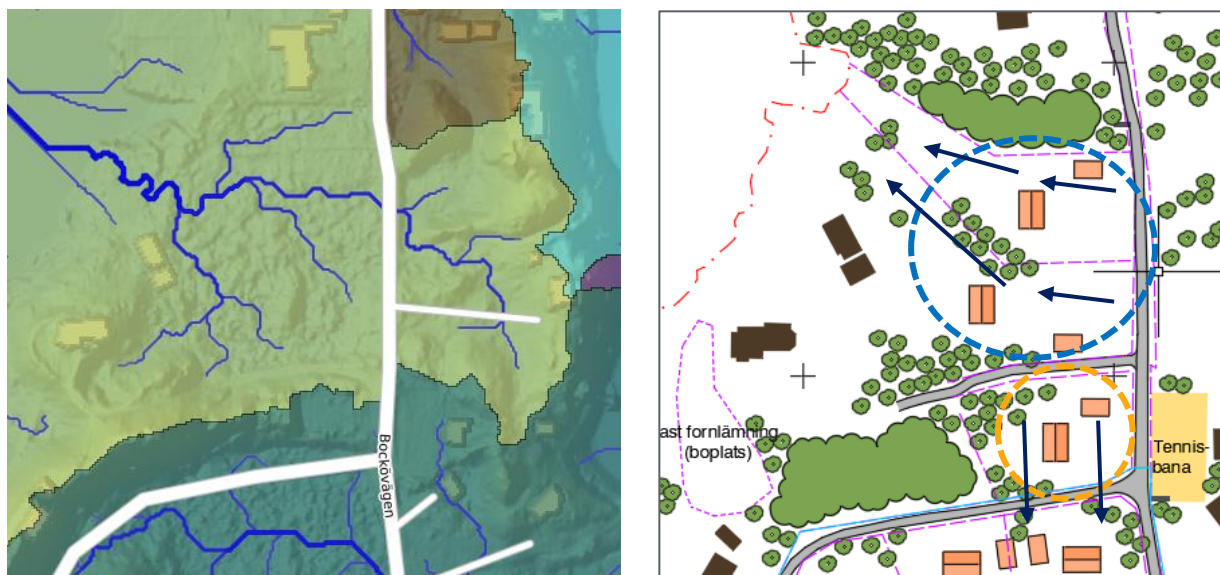 Bockövägen
ast fornlämning
(boplats)
Tennis-
bana